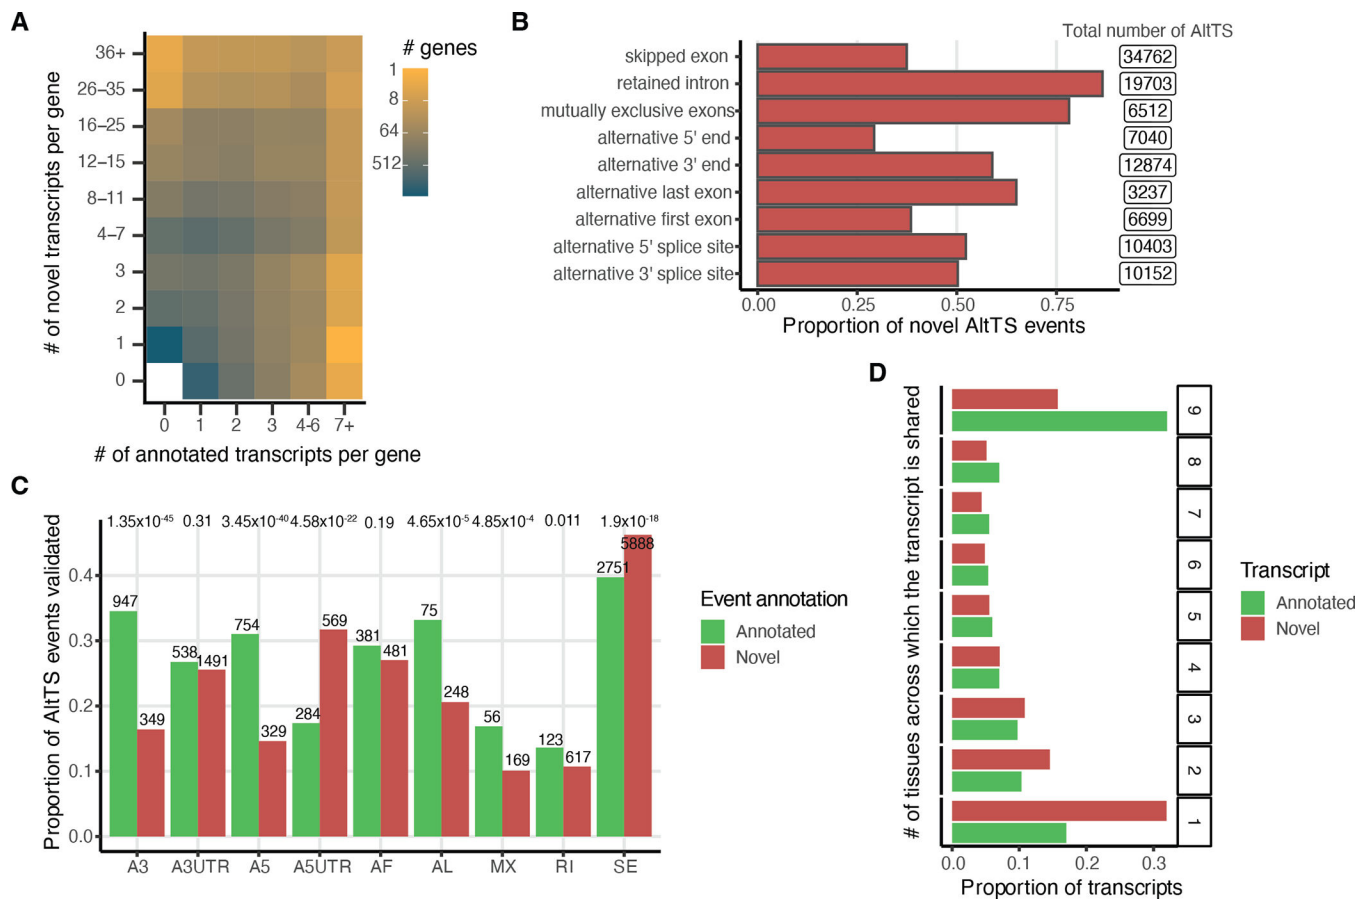 A
# of novel transcripts per gene
36+
26–35
16–25
12–15
8–11
4–7
3
2
1
0
0 1 2 3 4-6 7+
# of annotated transcripts per gene
# genes
1
8
64
512
B
Total number of AltTS
skipped exon 34762
retained intron 19703
mutually exclusive exons 6512
alternative 5' end 7040
alternative 3' end 12874
alternative last exon 3237
alternative first exon 6699
alternative 5' splice site 10403
alternative 3' splice site 10152
0.00 0.25 0.50 0.75
Proportion of novel AltTS events
C
Proportion of AltTS events validated
1.35x10⁻⁴⁵ 0.31 3.45x10⁻⁴⁰ 4.58x10⁻²² 0.19 4.65x10⁻⁵ 4.85x10⁻⁴ 0.011 1.9x10⁻¹⁸
0.4
0.3
0.2
0.1
0.0
947 349
538 1491
754 329
284 569
381 481
75 248
56 169
123 617
2751 5888
A3 A3UTR A5 A5UTR AF AL MX RI SE
Event annotation
Annotated
Novel
D
# of tissues across which the transcript is shared
9
8
7
6
5
4
3
2
1
0.0 0.1 0.2 0.3
Proportion of transcripts
Transcript
Annotated
Novel